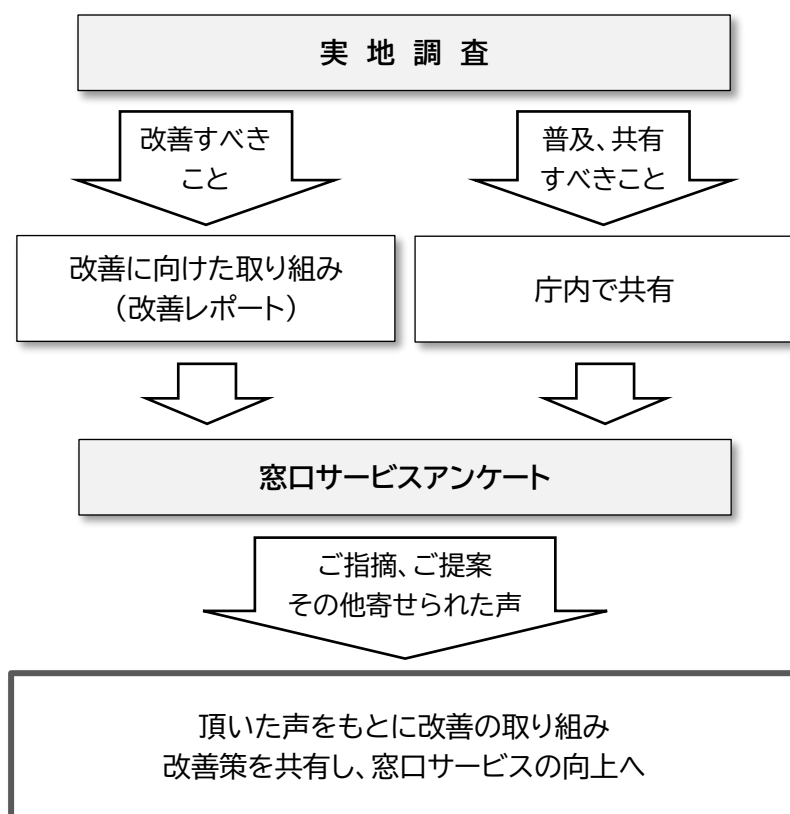 実 地 調 査
改善すべき
こと
普及、共有
すべきこと
改善に向けた取り組み
（改善レポート）
庁内で共有
窓口サービスアンケート
ご指摘、ご提案
その他寄せられた声
頂いた声をもとに改善の取り組み
改善策を共有し、窓口サービスの向上へ